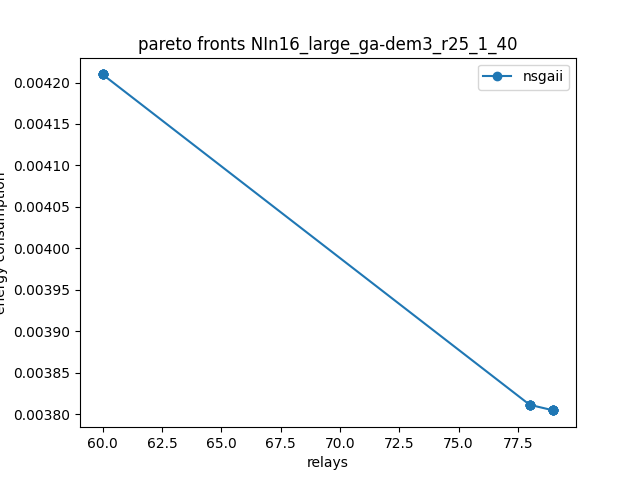 pareto fronts NIn16_large_ga-dem3_r25_1_40
nsgaii
0.00420
0.00415
0.00410
0.00405
0.00400
0.00395
0.00390
0.00385
0.00380
energy consumption
60.0 62.5 65.0 67.5 70.0 72.5 75.0 77.5
relays